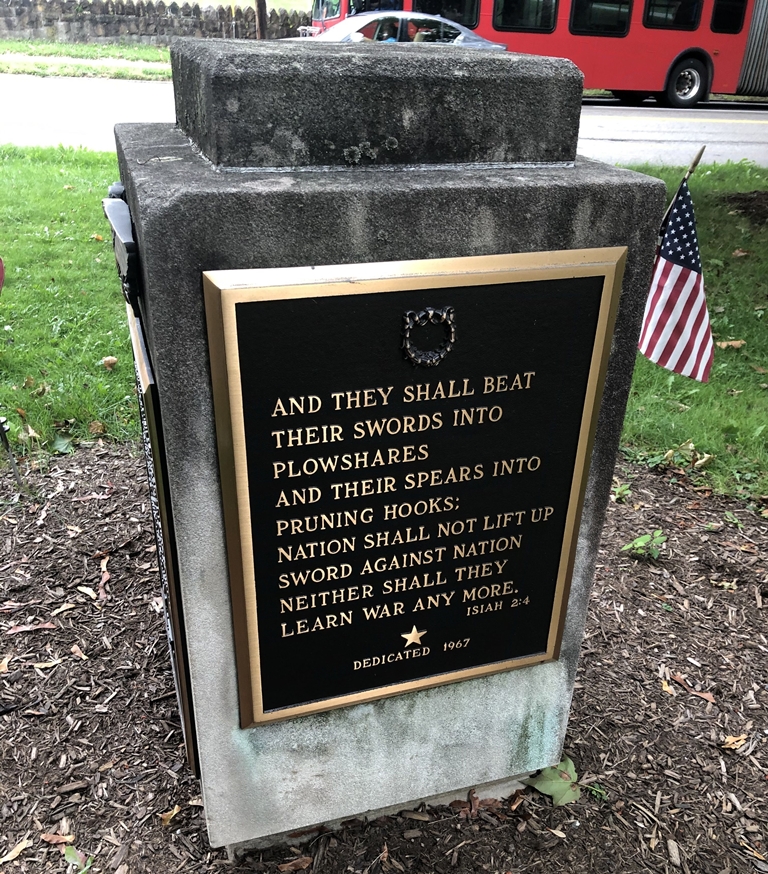 AND THEY SHALL BEAT
THEIR SWORDS INTO
PLOWSHARES
AND THEIR SPEARS INTO
PRUNING HOOKS;
NATION SHALL NOT LIFT UP
SWORD AGAINST NATION
NEITHER SHALL THEY
LEARN WAR ANY MORE.
ISIAH 2:4
DEDICATED 1967